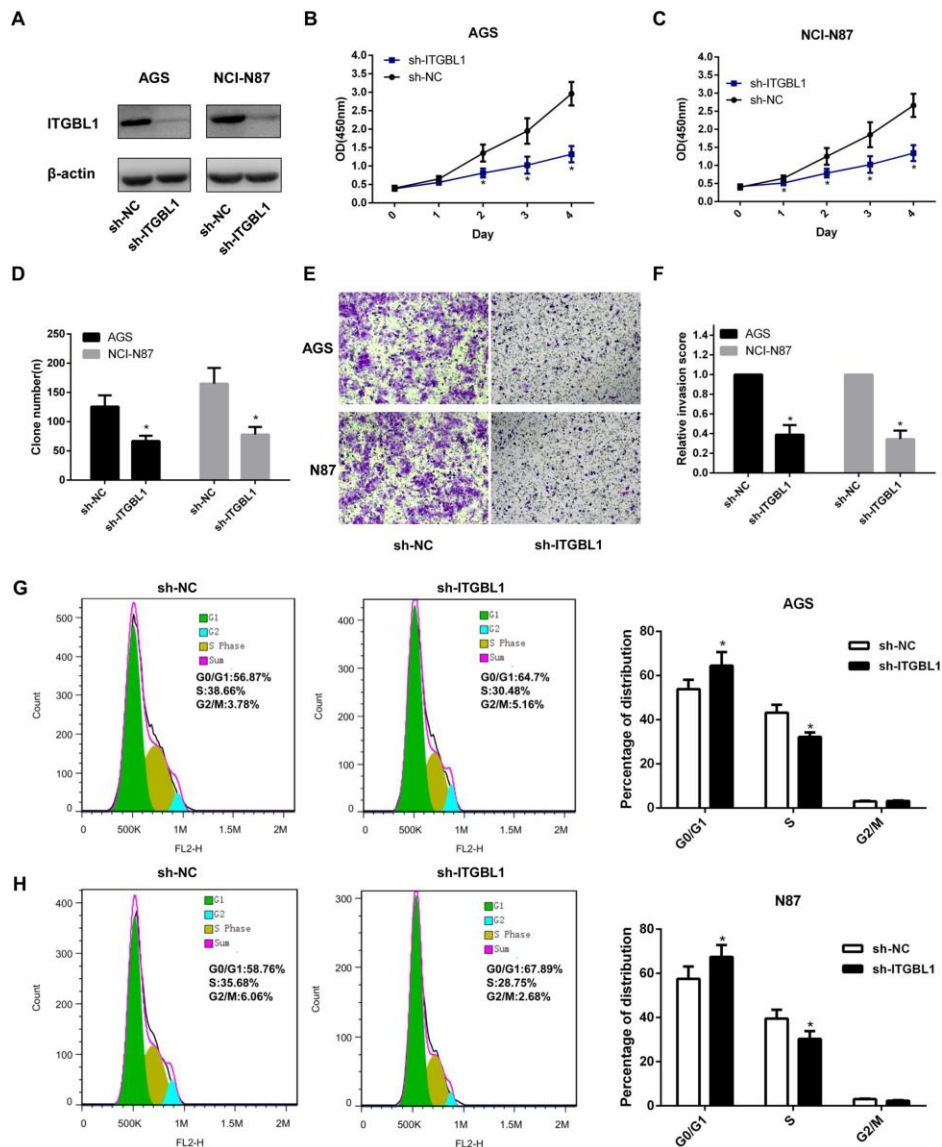 A
AGS
NCI-N87
ITGBL1
β-actin
sh-NC
sh-ITGBL1
sh-NC
sh-ITGBL1
B
AGS
sh-ITGBL1
sh-NC
OD(450nm)
4.0
3.5
3.0
2.5
2.0
1.5
1.0
0.5
0.0
* * *
0 1 2 3 4
Day
C
NCI-N87
sh-ITGBL1
sh-NC
OD(450nm)
4.0
3.5
3.0
2.5
2.0
1.5
1.0
0.5
0.0
* * * *
0 1 2 3 4
Day
D
AGS
NCI-N87
Clone number(n)
250
200
150
100
50
0
* *
sh-NC
sh-ITGBL1
sh-NC
sh-ITGBL1
E
AGS
N87
sh-NC
sh-ITGBL1
F
AGS
NCI-N87
Relative invasion score
1.4
1.2
1.0
0.8
0.6
0.4
0.2
0.0
* *
sh-NC
sh-ITGBL1
sh-NC
sh-ITGBL1
G
sh-NC
G1
G2
S Phase
Sum
G0/G1:56.87%
S:38.66%
G2/M:3.78%
Count
500
400
300
200
100
0
0 500K 1M 1.5M 2M
FL2-H
sh-ITGBL1
G1
G2
S Phase
Sum
G0/G1:64.7%
S:30.48%
G2/M:5.16%
Count
400
300
200
100
0
0 500K 1M 1.5M 2M
FL2-H
AGS
sh-NC
sh-ITGBL1
Percentage of distribution
80
60
40
20
0
* *
G0/G1
S
G2/M
H
sh-NC
G1
G2
S Phase
Sum
G0/G1:58.76%
S:35.68%
G2/M:6.06%
Count
400
300
200
100
0
0 500K 1M 1.5M 2M
FL2-H
sh-ITGBL1
G1
G2
S Phase
Sum
G0/G1:67.89%
S:28.75%
G2/M:2.68%
Count
300
200
100
0
0 500K 1M 1.5M 2M
FL2-H
N87
sh-NC
sh-ITGBL1
Percentage of distribution
80
60
40
20
0
* *
G0/G1
S
G2/M